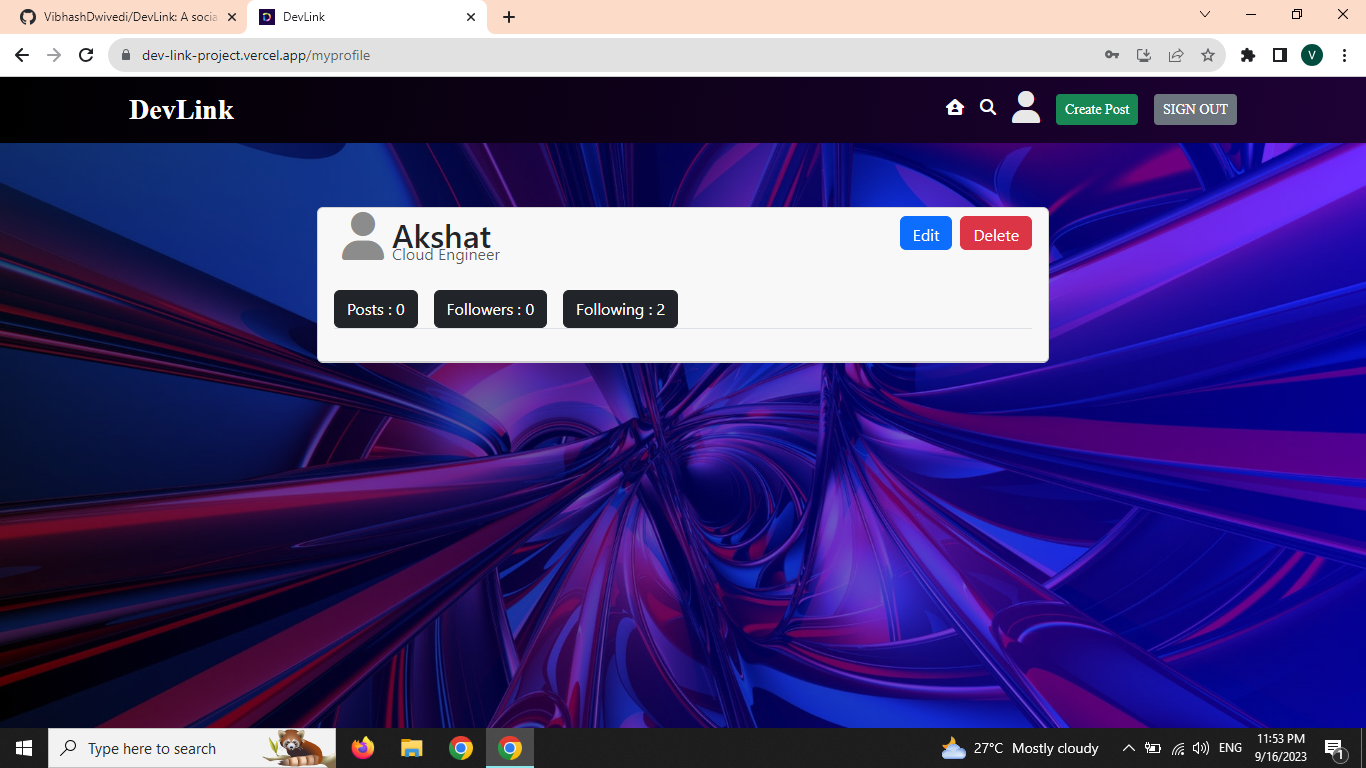 VibhashDwivedi/DevLink: A socia
DevLink
dev-link-project.vercel.app/myprofile
V
DevLink
Create Post
SIGN OUT
Akshat
Cloud Engineer
Edit
Delete
Posts : 0
Followers : 0
Following : 2
Type here to search
27°C Mostly cloudy
ENG
11:53 PM
9/16/2023
1